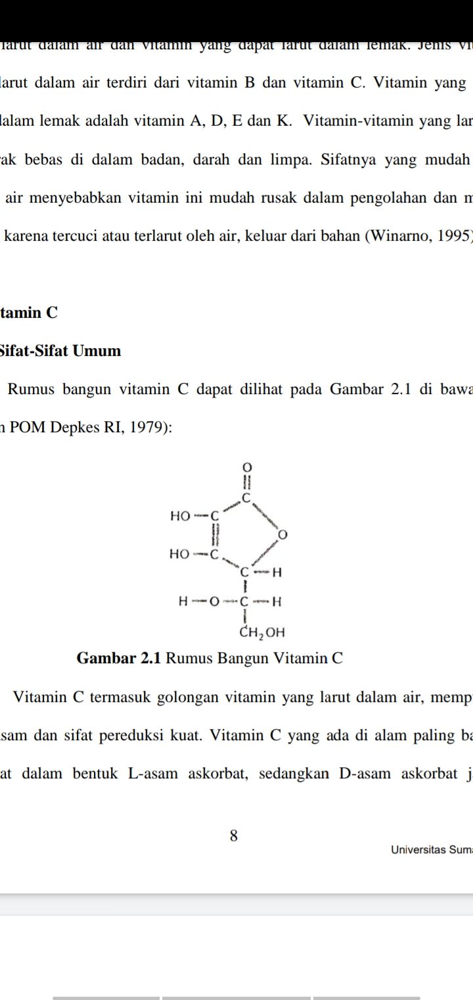 larut dalam air dan vitamin yang dapat larut dalam lemak. Jenis
larut dalam air terdiri dari vitamin B dan vitamin C. Vitamin yang
dalam lemak adalah vitamin A, D, E dan K. Vitamin-vitamin yang lar
ak bebas di dalam badan, darah dan limpa. Sifatnya yang mudah
air menyebabkan vitamin ini mudah rusak dalam pengolahan dan m
karena tercuci atau terlarut oleh air, keluar dari bahan (Winarno, 1995)
tamin C
Sifat-Sifat Umum
Rumus bangun vitamin C dapat dilihat pada Gambar 2.1 di bawa
n POM Depkes RI, 1979):
O
C
HO C
O
HO C
C H
H O C H
CH₂OH
Gambar 2.1 Rumus Bangun Vitamin C
Vitamin C termasuk golongan vitamin yang larut dalam air, memp
sam dan sifat pereduksi kuat. Vitamin C yang ada di alam paling ba
at dalam bentuk L-asam askorbat, sedangkan D-asam askorbat j
8
Universitas Suma